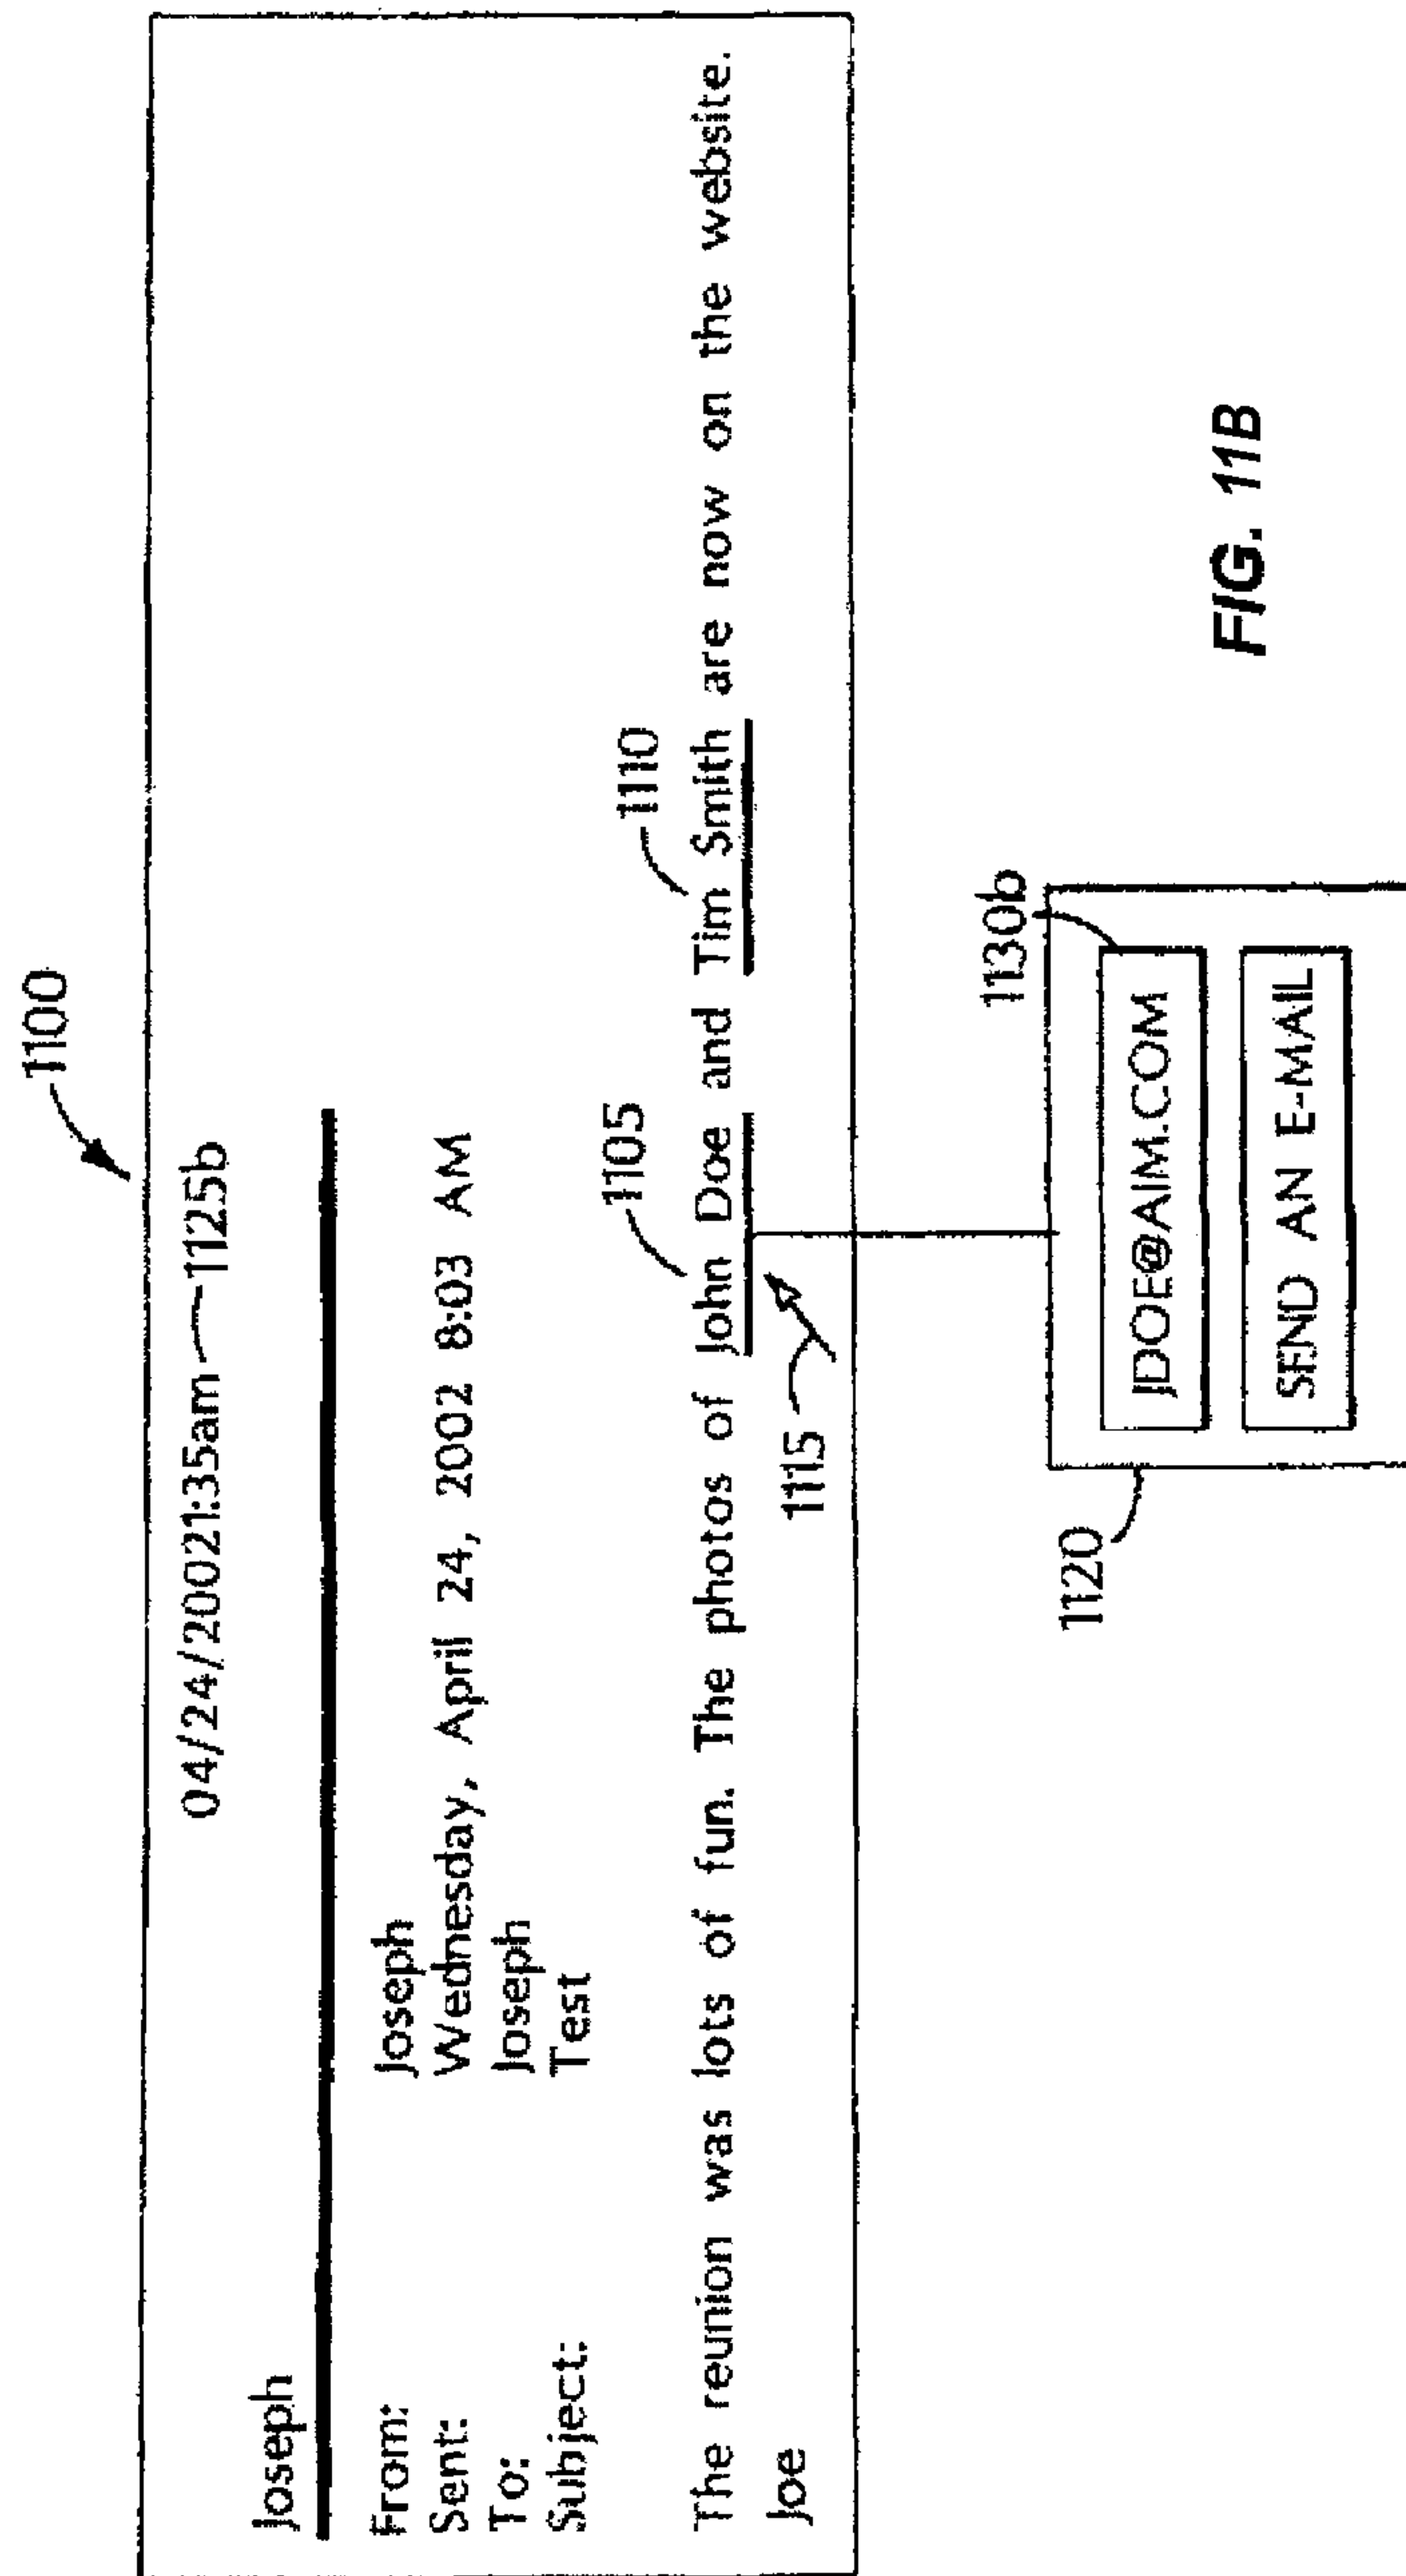 1100
04/24/20021:35am 1125b
Joseph
From: Joseph
Sent: Wednesday, April 24, 2002 8:03 AM
To: Joseph
Subject: Test
1105 1110
The reunion was lots of fun. The photos of John Doe and Tim Smith are now on the website.
Joe
1115
1130b
1120
JDOE@AIM.COM
SEND AN E-MAIL
FIG. 11B